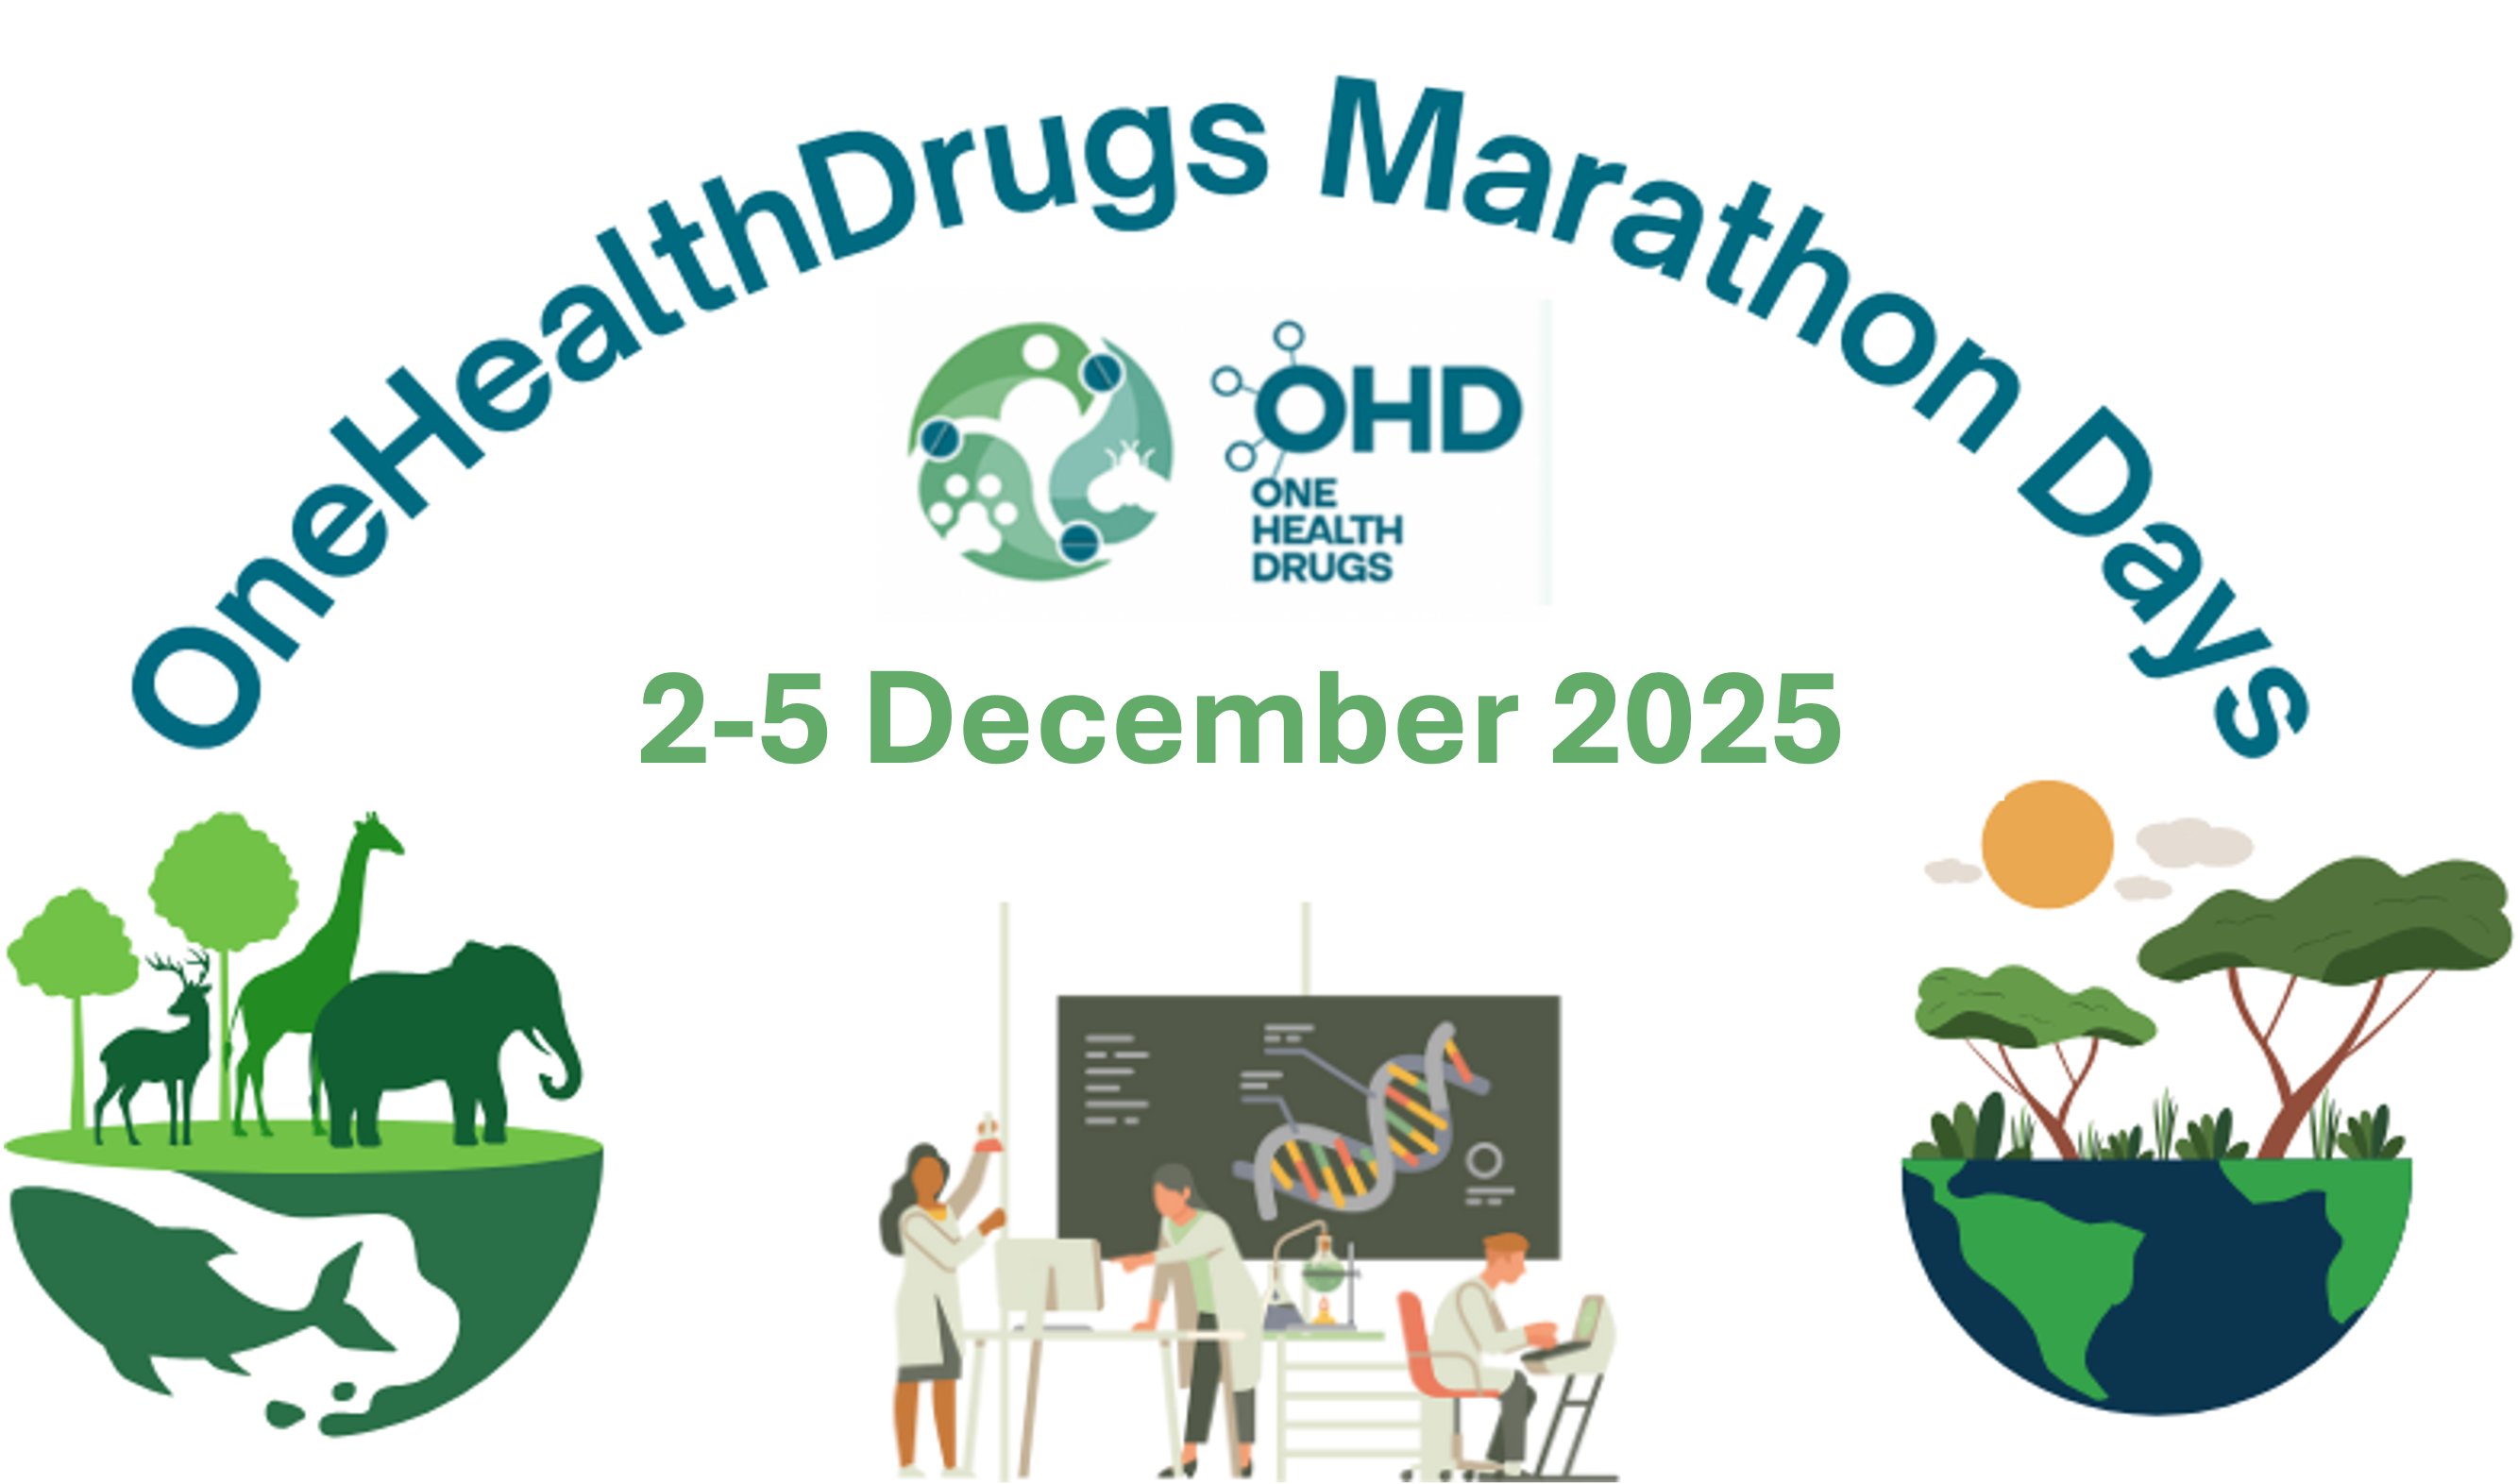 OneHealthDrugs Marathon Days
OHD
ONE
HEALTH
DRUGS
2-5 December 2025